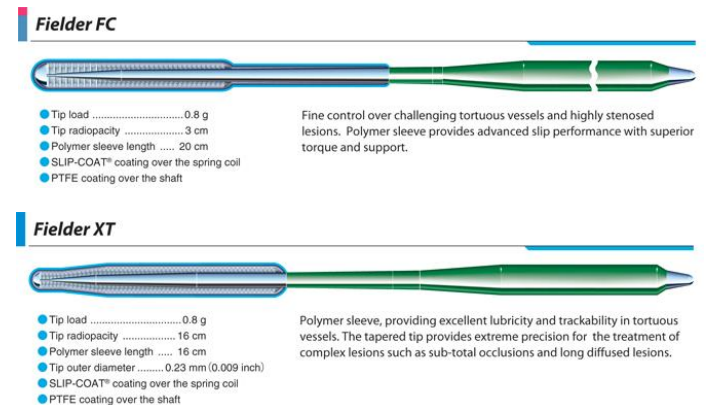 Fielder FC
Tip load ...............................0.8 g
Tip radiopacity .................... 3 cm
Polymer sleeve length ..... 20 cm
SLIP-COAT® coating over the spring coil
PTFE coating over the shaft
Fine control over challenging tortuous vessels and highly stenosed
lesions. Polymer sleeve provides advanced slip performance with superior
torque and support.
Fielder XT
Tip load ...............................0.8 g
Tip radiopacity .................. 16 cm
Polymer sleeve length ..... 16 cm
Tip outer diameter ......... 0.23 mm (0.009 inch)
SLIP-COAT® coating over the spring coil
PTFE coating over the shaft
Polymer sleeve, providing excellent lubricity and trackability in tortuous
vessels. The tapered tip provides extreme precision for the treatment of
complex lesions such as sub-total occlusions and long diffused lesions.